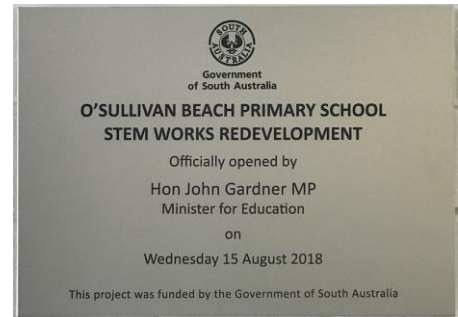 SOUTH
AUSTRALIA
Government
of South Australia
O'SULLIVAN BEACH PRIMARY SCHOOL
STEM WORKS REDEVELOPMENT
Officially opened by
Hon John Gardner MP
Minister for Education
on
Wednesday 15 August 2018
This project was funded by the Government of South Australia